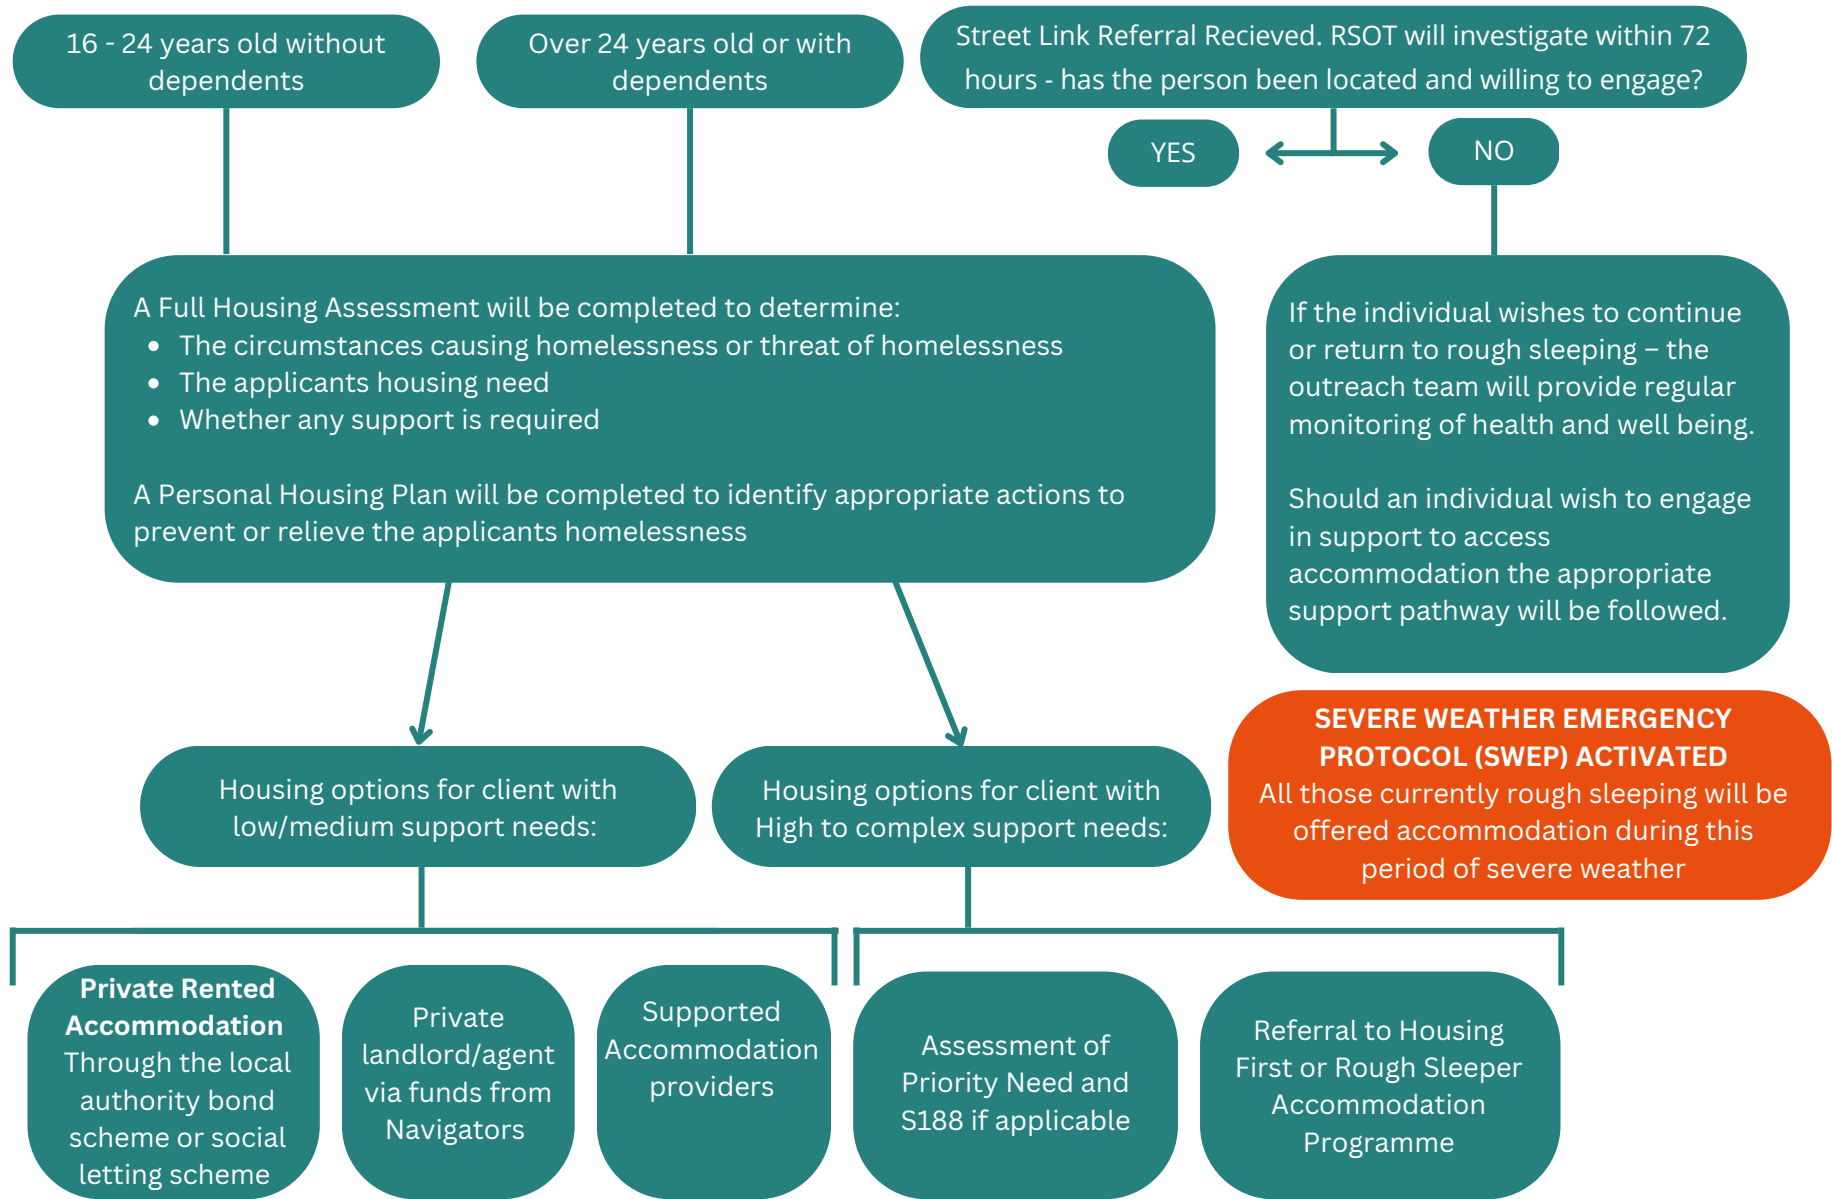 16 - 24 years old without
dependents
Over 24 years old or with
dependents
Street Link Referral Recieved. RSOT will investigate within 72
hours - has the person been located and willing to engage?
YES
NO
A Full Housing Assessment will be completed to determine:
• The circumstances causing homelessness or threat of homelessness
• The applicants housing need
• Whether any support is required
A Personal Housing Plan will be completed to identify appropriate actions to
prevent or relieve the applicants homelessness
If the individual wishes to continue
or return to rough sleeping – the
outreach team will provide regular
monitoring of health and well being.
Should an individual wish to engage
in support to access
accommodation the appropriate
support pathway will be followed.
SEVERE WEATHER EMERGENCY
PROTOCOL (SWEP) ACTIVATED
All those currently rough sleeping will be
offered accommodation during this
period of severe weather
Housing options for client with
low/medium support needs:
Housing options for client with
High to complex support needs:
Private Rented
Accommodation
Through the local
authority bond
scheme or social
letting scheme
Private
landlord/agent
via funds from
Navigators
Supported
Accommodation
providers
Assessment of
Priority Need and
S188 if applicable
Referral to Housing
First or Rough Sleeper
Accommodation
Programme